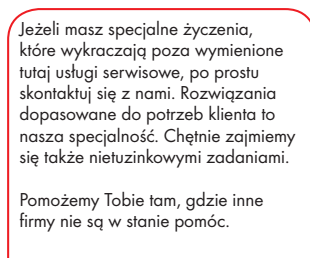 Jeżeli masz specjalne życzenia,
które wykraczają poza wymienione
tutaj usługi serwisowe, po prostu
skontaktuj się z nami. Rozwiązania
dopasowane do potrzeb klienta to
nasza specjalność. Chętnie zajmiemy
się także nietuzinkowymi zadaniami.
Pomożemy Tobie tam, gdzie inne
firmy nie są w stanie pomóc.